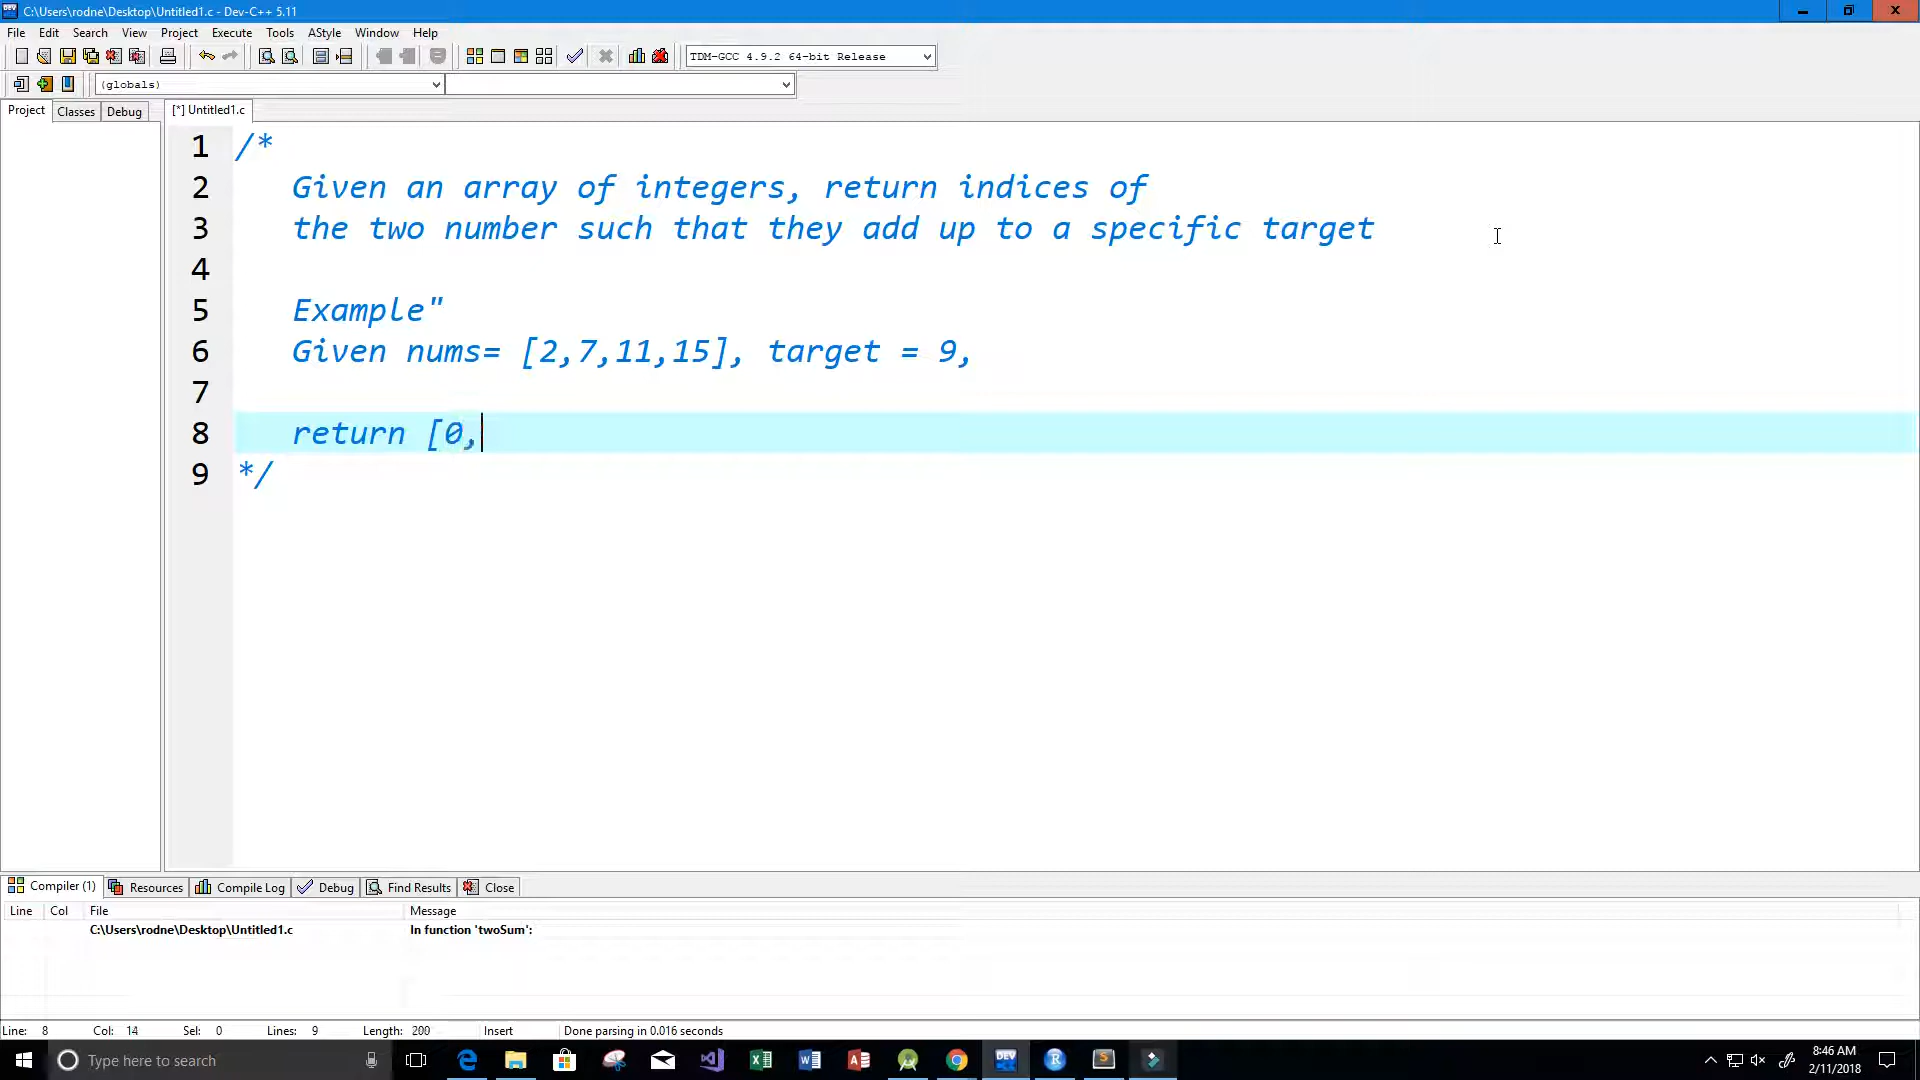 C:\Users\rodne\Desktop\Untitled1.c - Dev-C++ 5.11
File Edit Search View Project Execute Tools AStyle Window Help
TDM-GCC 4.9.2 64-bit Release
(globals)
Project Classes Debug [*] Untitled1.c
1 /*
2 Given an array of integers, return indices of
3 the two number such that they add up to a specific target
4
5 Example"
6 Given nums= [2,7,11,15], target = 9,
7
8 return [0,
9 */
Compiler (1) Resources Compile Log Debug Find Results Close
Line Col File Message
C:\Users\rodne\Desktop\Untitled1.c In function 'twoSum':
Line: 8 Col: 14 Sel: 0 Lines: 9 Length: 200 Insert Done parsing in 0.016 seconds
Type here to search
DEV
R
S
8:46 AM
2/11/2018